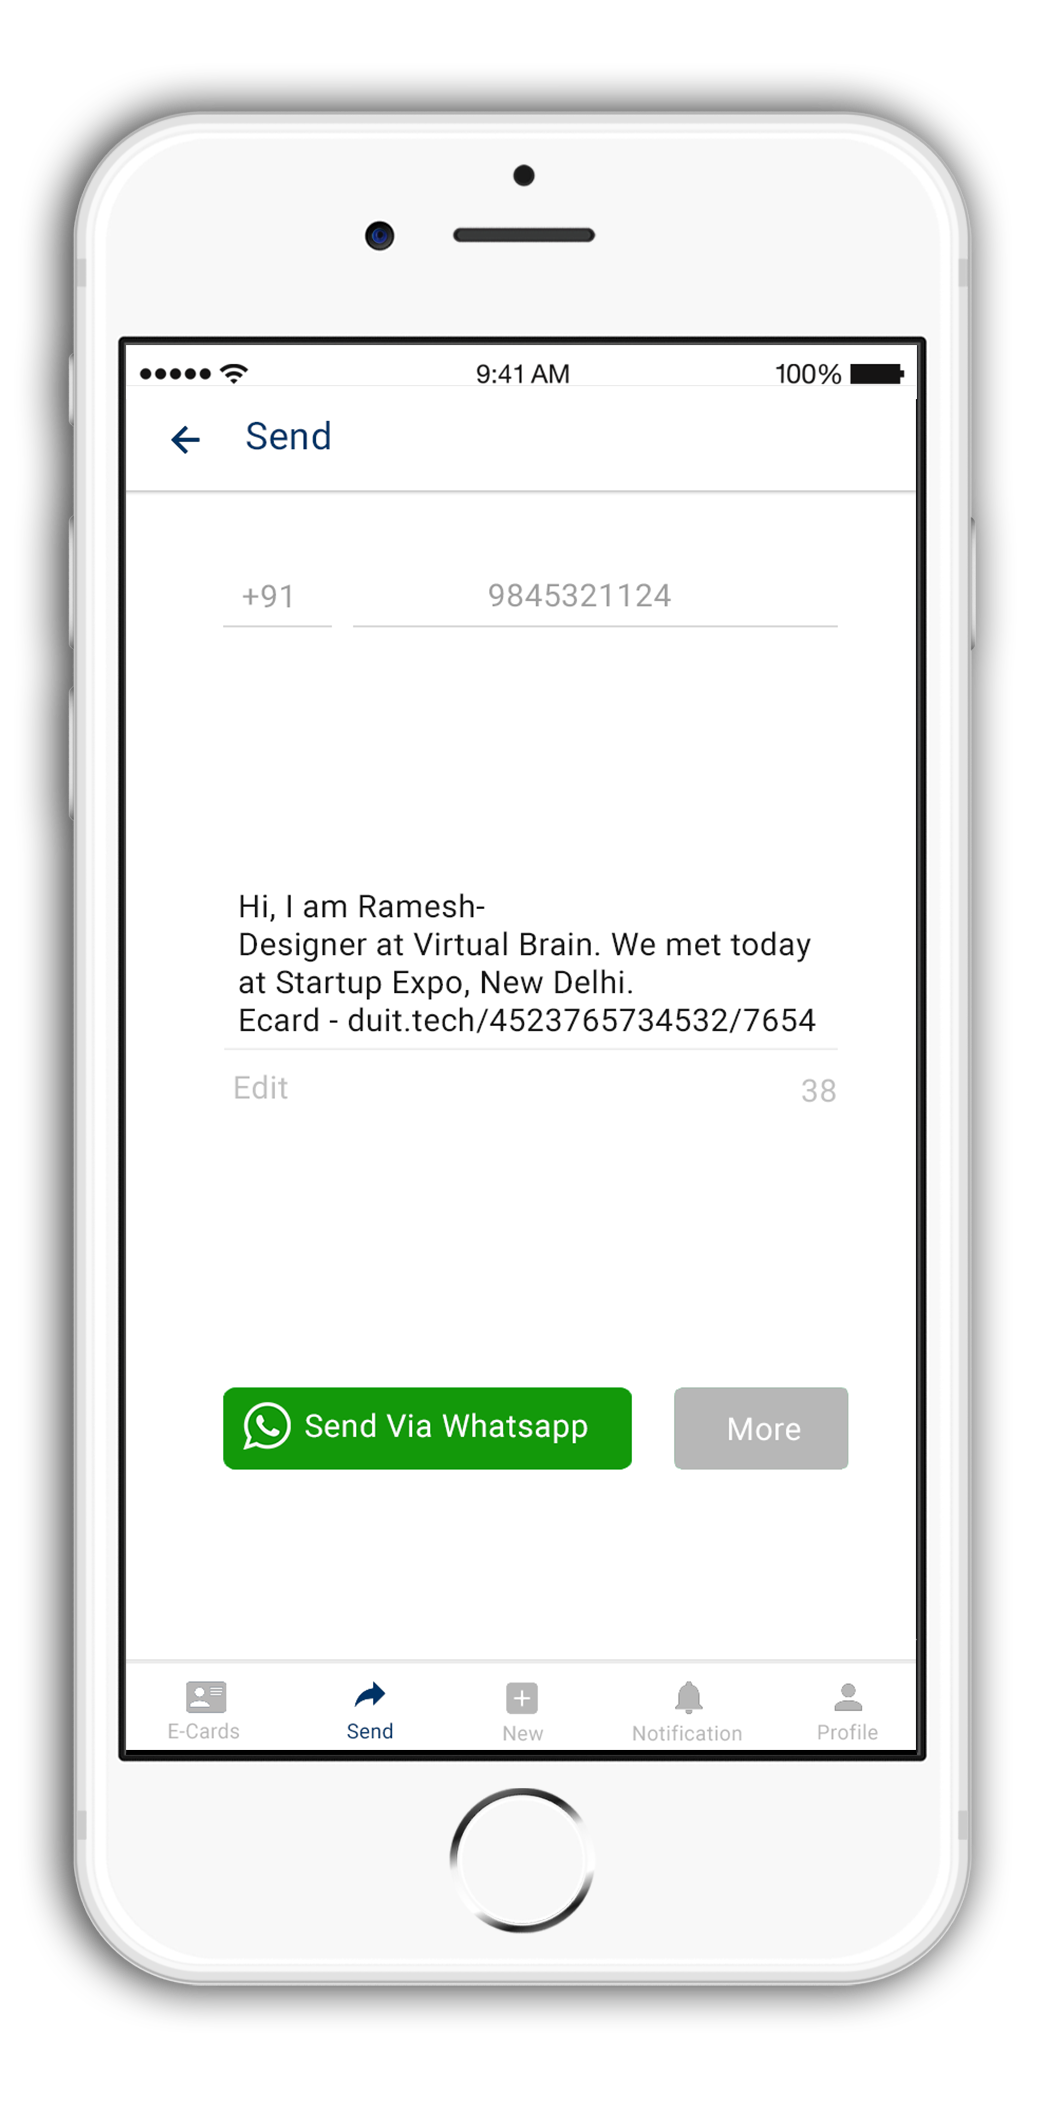 9:41 AM 100%
Send
+91 9845321124
Hi, I am Ramesh-
Designer at Virtual Brain. We met today
at Startup Expo, New Delhi.
Ecard - duit.tech/4523765734532/7654
Edit 38
Send Via Whatsapp More
E-Cards Send New Notification Profile